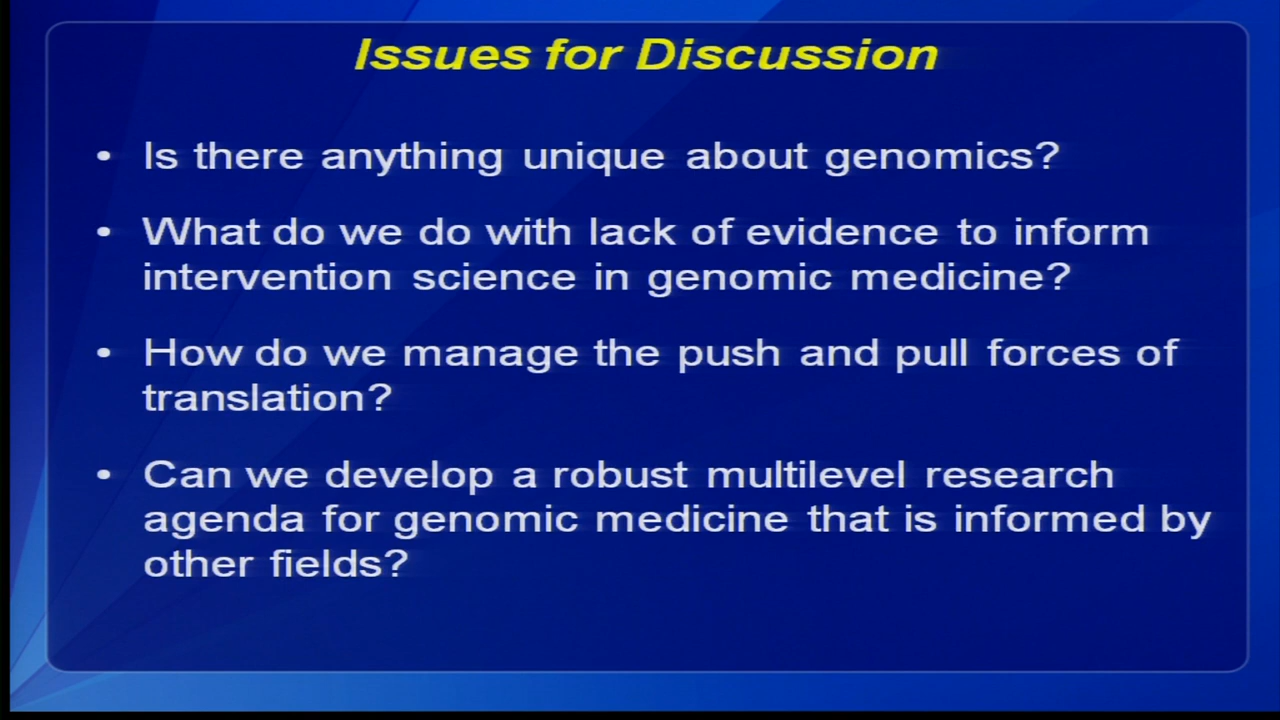 Issues for Discussion
• Is there anything unique about genomics?
• What do we do with lack of evidence to inform
intervention science in genomic medicine?
• How do we manage the push and pull forces of
translation?
• Can we develop a robust multilevel research
agenda for genomic medicine that is informed by
other fields?